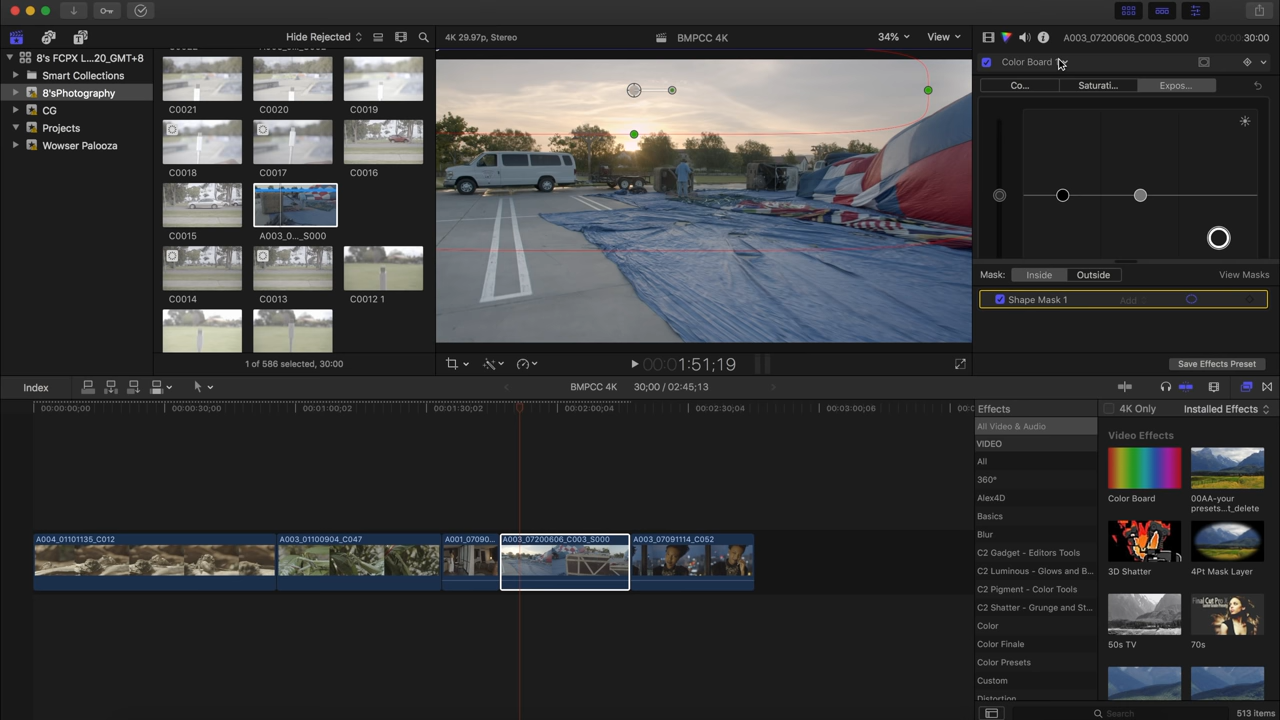 Hide Rejected
4K 29.97p, Stereo
BMPCC 4K
34%
View
A003_07200606_C003_S000
30:00
8's FCPX L...20_GMT+8
Smart Collections
8'sPhotography
CG
Projects
Wowser Palooza
C0021
C0020
C0019
C0018
C0017
C0016
C0015
A003_0..._S000
C0014
C0013
C0012 1
1 of 586 selected, 30:00
Color Board
Co...
Saturati...
Expos...
Mask:
Inside
Outside
View Masks
Shape Mask 1
Add
Save Effects Preset
00:00 1:51;19
Index
BMPCC 4K
30;00 / 02:45;13
00:00:00;00
00:00:30;00
00:01:00;02
00:01:30;02
00:02:00;04
00:02:30;04
00:03:00;06
A004_01101135_C012
A003_01100904_C047
A001_07090...
A003_07200606_C003_S000
A003_07091114_C052
Effects
4K Only
Installed Effects
All Video & Audio
VIDEO
All
360°
Alex4D
Basics
Blur
C2 Gadget - Editors Tools
C2 Luminous - Glows and B...
C2 Pigment - Color Tools
C2 Shatter - Grunge and St...
Color
Color Finale
Color Presets
Custom
Distortion
Video Effects
Color Board
00AA-your
presets...t_delete
3D Shatter
4Pt Mask Layer
50s TV
70s
Search
513 items